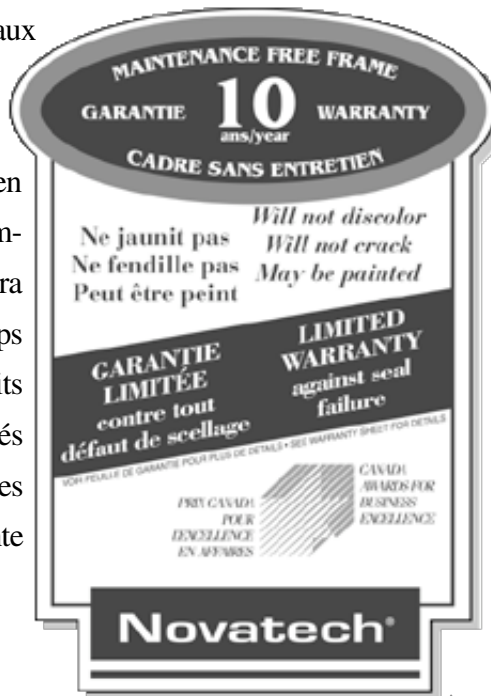 aux
en
m-
ra
ps
its
és
es
nte
MAINTENANCE FREE FRAME
GARANTIE 10 WARRANTY
ans/year
CADRE SANS ENTRETIEN
Ne jaunit pas
Ne fendille pas
Peut être peint
Will not discolor
Will not crack
May be painted
GARANTIE
LIMITÉE
contre tout
défaut de scellage
LIMITED
WARRANTY
against seal
failure
VOIR FEUILLE DE GARANTIE POUR PLUS DE DETAILS • SEE WARRANTY SHEET FOR DETAILS
PRIX CANADA
POUR
L'EXCELLENCE
EN AFFAIRES
CANADA
AWARDS FOR
BUSINESS
EXCELLENCE
Novatech®